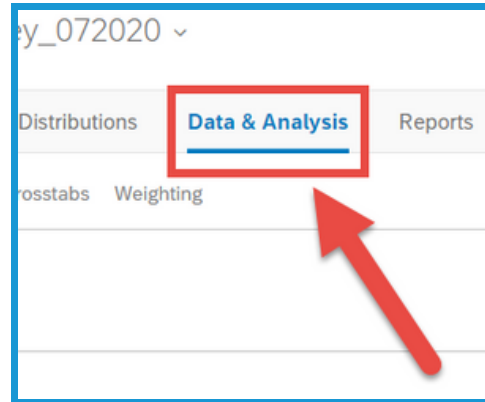 ey_072020
Distributions Data & Analysis Reports
rosstabs Weighting